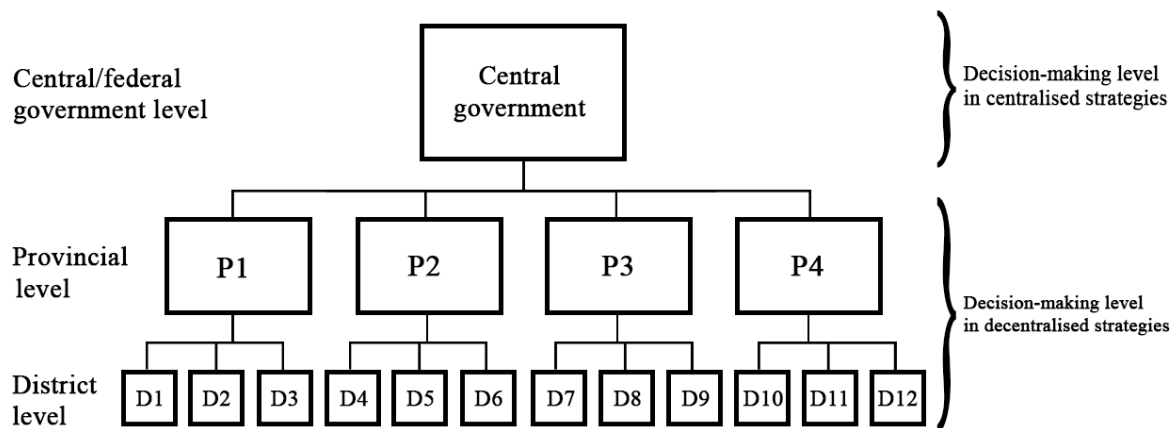 Central/federal
government level
Central
government
Decision-making level
in centralised strategies
Provincial
level
P1
P2
P3
P4
Decision-making level
in decentralised strategies
District
level
D1
D2
D3
D4
D5
D6
D7
D8
D9
D10
D11
D12